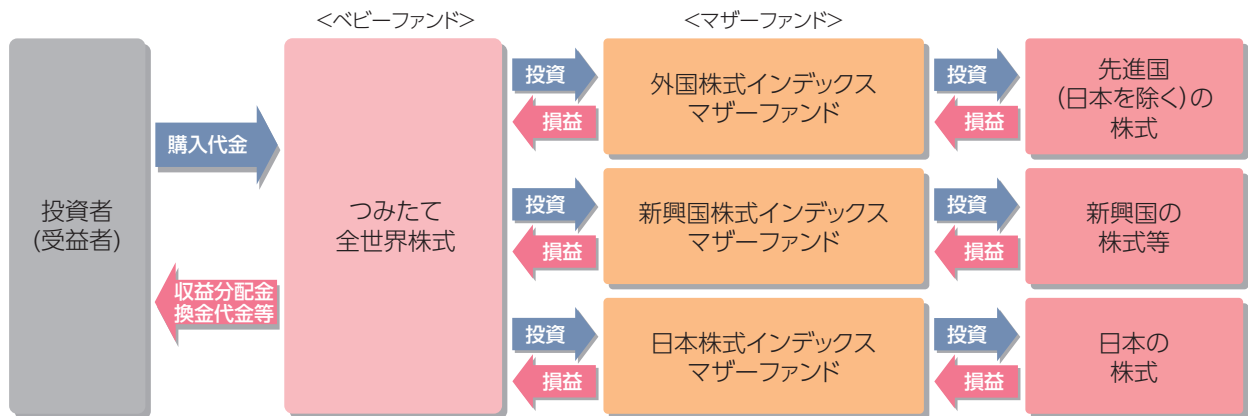 <ベビーファンド>
<マザーファンド>
投資者
(受益者)
購入代金
収益分配金
換金代金等
つみたて
全世界株式
投資
損益
外国株式インデックス
マザーファンド
投資
損益
先進国
(日本を除く)の
株式
投資
損益
新興国株式インデックス
マザーファンド
投資
損益
新興国の
株式等
投資
損益
日本株式インデックス
マザーファンド
投資
損益
日本の
株式